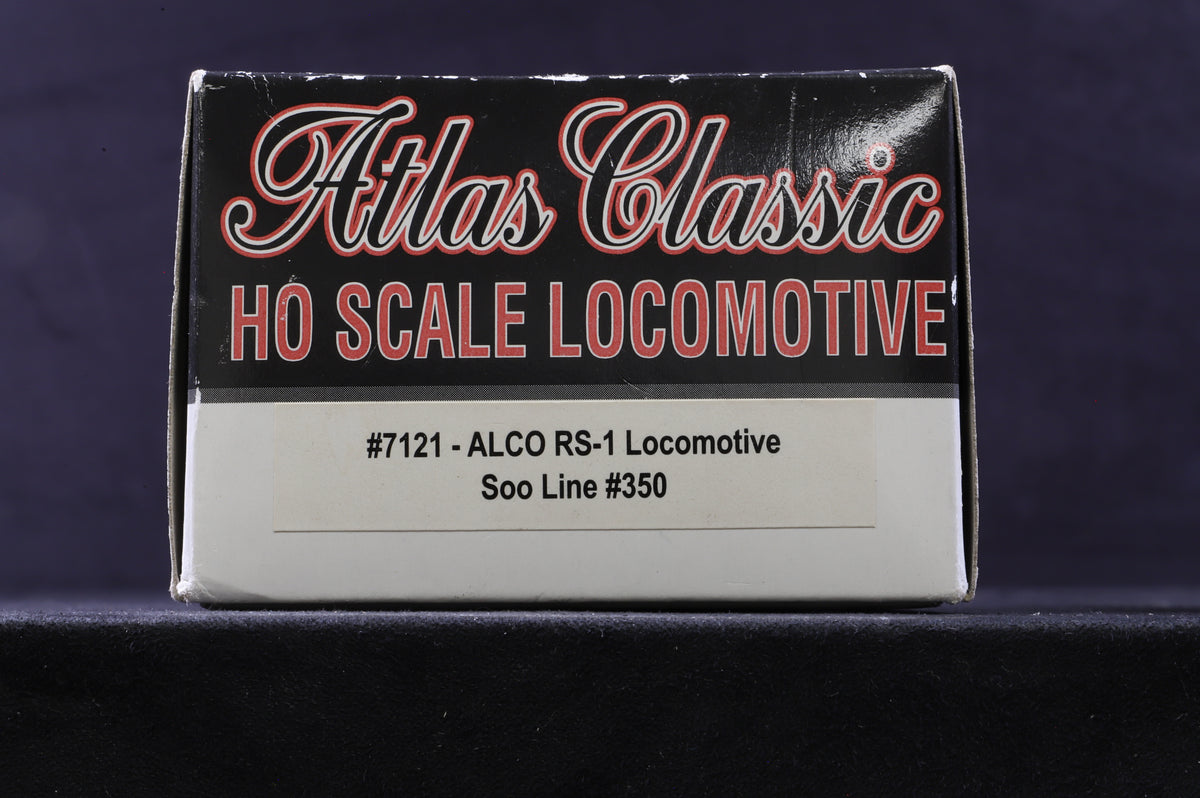 Atlas Classic
HO SCALE LOCOMOTIVE
#7121 - ALCO RS-1 Locomotive
Soo Line #350